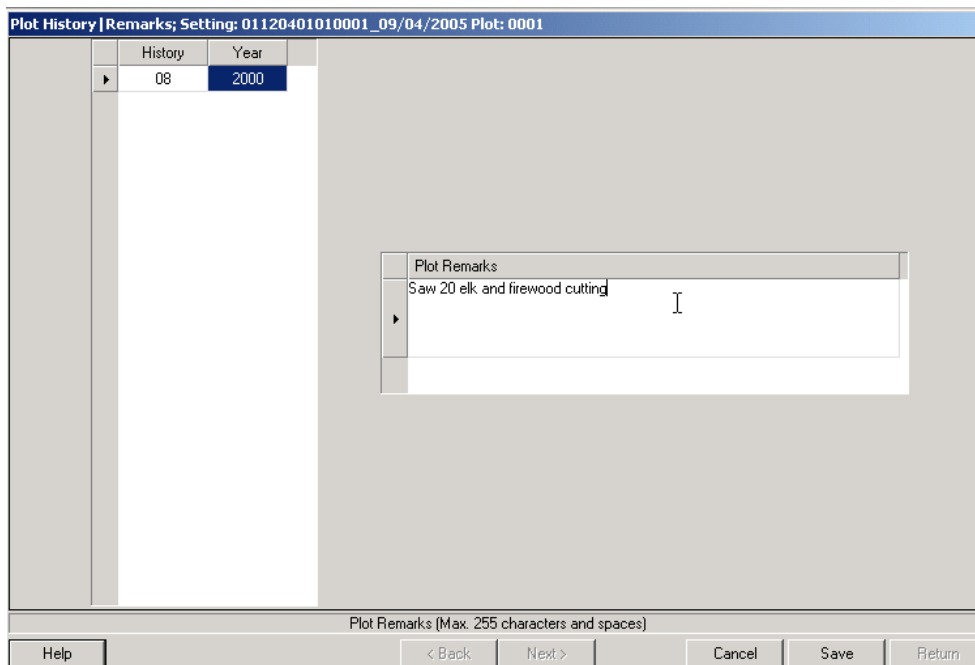 Plot History|Remarks; Setting: 01120401010001_09/04/2005 Plot: 0001
History Year
08 2000
Plot Remarks
Saw 20 elk and firewood cutting
Plot Remarks (Max. 255 characters and spaces)
Help < Back Next > Cancel Save Return